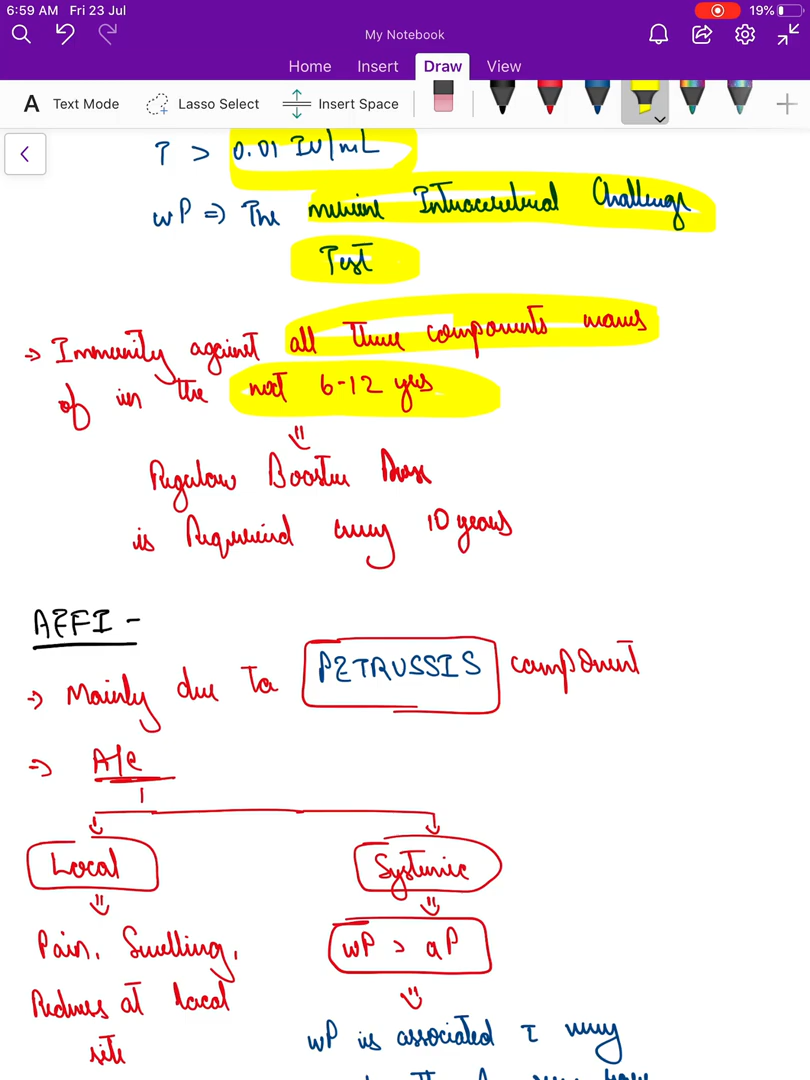 6:59 AM Fri 23 Jul
19%
My Notebook
Home Insert Draw View
A Text Mode Lasso Select Insert Space
T > 0.01 IU/mL
wP => The murine Intracerebral Challenge
Test
=> Immunity against all three components wanes
of in the next 6-12 yrs
Regular Booster Dose
is Required every 10 years
AEFI -
=> Mainly due To PETRUSSIS component
=> A/e
Local Systemic
Pain, Swelling, wP > aP
Redness at local
site wP is associated